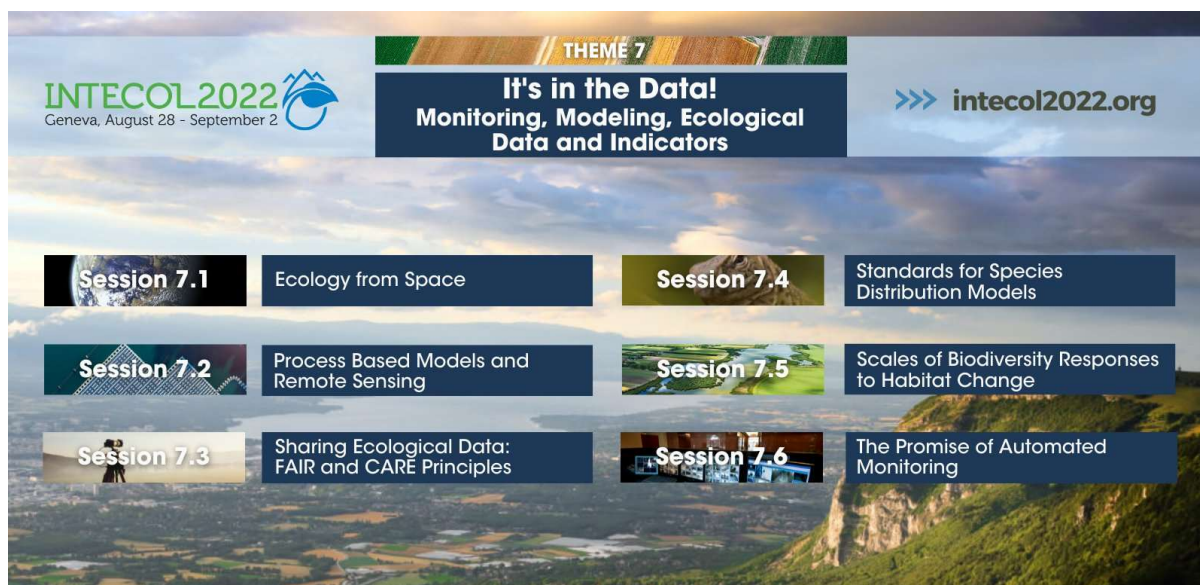 THEME 7
INTECOL2022
Geneva, August 28 - September 2
It's in the Data!
Monitoring, Modeling, Ecological
Data and Indicators
>>> intecol2022.org
Session 7.1
Ecology from Space
Session 7.2
Process Based Models and
Remote Sensing
Session 7.3
Sharing Ecological Data:
FAIR and CARE Principles
Session 7.4
Standards for Species
Distribution Models
Session 7.5
Scales of Biodiversity Responses
to Habitat Change
Session 7.6
The Promise of Automated
Monitoring